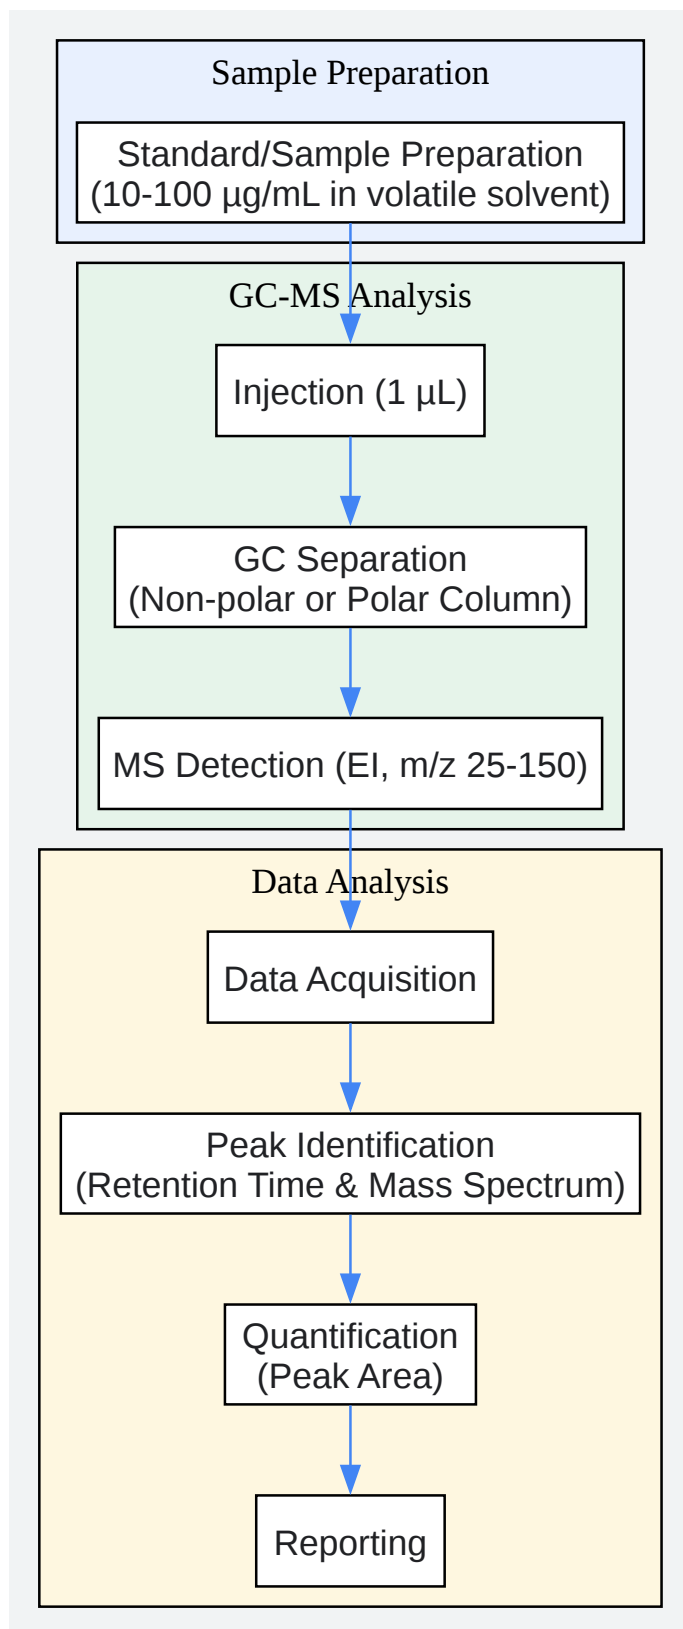 Sample Preparation
Standard/Sample Preparation
(10-100 µg/mL in volatile solvent)
GC-MS Analysis
Injection (1 µL)
GC Separation
(Non-polar or Polar Column)
MS Detection (EI, m/z 25-150)
Data Analysis
Data Acquisition
Peak Identification
(Retention Time & Mass Spectrum)
Quantification
(Peak Area)
Reporting